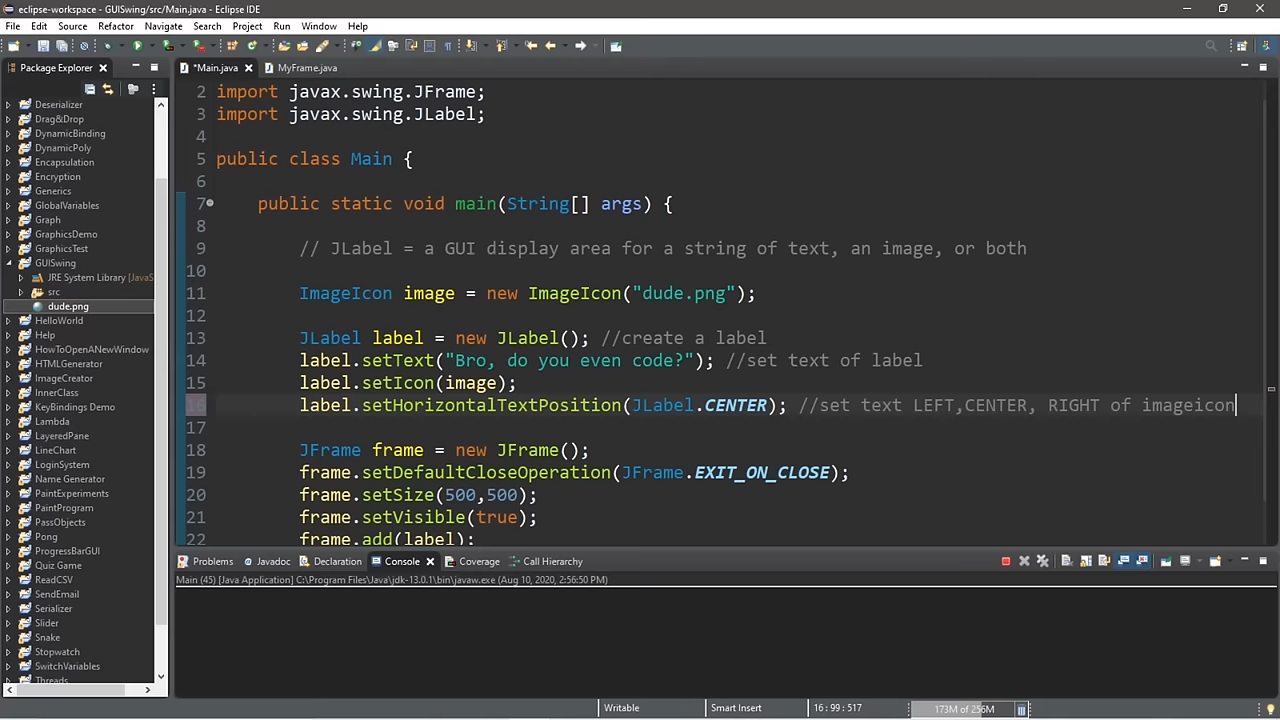 eclipse-workspace - GUISwing/src/Main.java - Eclipse IDE
File Edit Source Refactor Navigate Search Project Run Window Help
Package Explorer
*Main.java
MyFrame.java
Deserializer
Drag&Drop
DynamicBinding
DynamicPoly
Encapsulation
Encryption
Generics
GlobalVariables
Graph
GraphicsDemo
GraphicsTest
GUISwing
JRE System Library [JavaS
src
dude.png
HelloWorld
Help
HowToOpenANewWindow
HTMLGenerator
ImageCreator
InnerClass
KeyBindings Demo
Lambda
LayeredPane
LineChart
LoginSystem
Name Generator
PaintExperiments
PaintProgram
PassObjects
Pong
ProgressBarGUI
Quiz Game
ReadCSV
SendEmail
Serializer
Slider
Snake
Stopwatch
SwitchVariables
Threads
2 import javax.swing.JFrame;
3 import javax.swing.JLabel;
4
5 public class Main {
6
7 public static void main(String[] args) {
8
9 // JLabel = a GUI display area for a string of text, an image, or both
10
11 ImageIcon image = new ImageIcon("dude.png");
12
13 JLabel label = new JLabel(); //create a label
14 label.setText("Bro, do you even code?"); //set text of label
15 label.setIcon(image);
16 label.setHorizontalTextPosition(JLabel.CENTER); //set text LEFT,CENTER, RIGHT of imageicon
17
18 JFrame frame = new JFrame();
19 frame.setDefaultCloseOperation(JFrame.EXIT_ON_CLOSE);
20 frame.setSize(500,500);
21 frame.setVisible(true);
22 frame.add(label);
Problems Javadoc Declaration Console Coverage Call Hierarchy
Main (45) [Java Application] C:\Program Files\Java\jdk-13.0.1\bin\javaw.exe (Aug 10, 2020, 2:56:50 PM)
Writable Smart Insert 16 : 99 : 517 173M of 256M